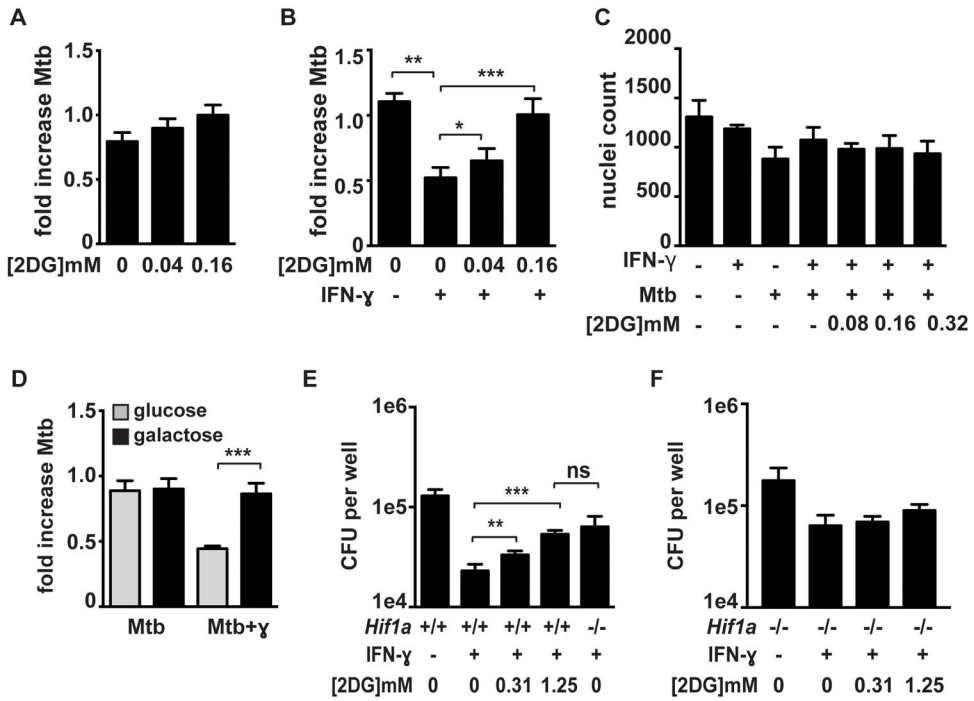 A
fold increase Mtb
1.5
1.0
0.5
0
[2DG]mM 0 0.04 0.16
B
fold increase Mtb
1.5
1.0
0.5
0
** ***
*
[2DG]mM 0 0 0.04 0.16
IFN-ɣ - + + +
C
nuclei count
2000
1500
1000
500
0
IFN-γ - + - + + + +
Mtb - - + + + + +
[2DG]mM - - - - 0.08 0.16 0.32
D
fold increase Mtb
1.5
1.0
0.5
0
glucose
galactose
***
Mtb Mtb+ɣ
E
CFU per well
1e6
1e5
1e4
ns
***
**
Hif1a +/+ +/+ +/+ +/+ -/-
IFN-ɣ - + + + +
[2DG]mM 0 0 0.31 1.25 0
F
CFU per well
1e6
1e5
1e4
Hif1a -/- -/- -/- -/-
IFN-ɣ - + + +
[2DG]mM 0 0 0.31 1.25